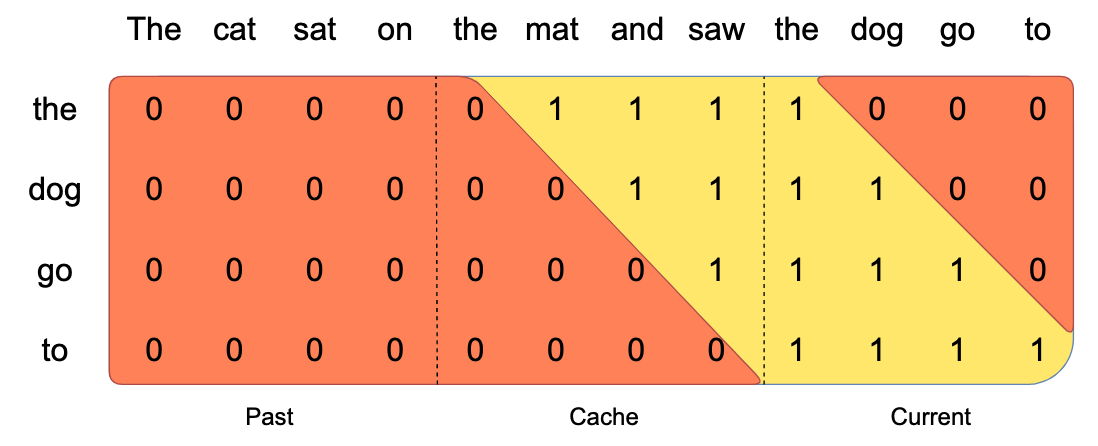 The cat sat on the mat and saw the dog go to
the 0 0 0 0 0 1 1 1 1 0 0 0
dog 0 0 0 0 0 0 1 1 1 1 0 0
go 0 0 0 0 0 0 0 1 1 1 1 0
to 0 0 0 0 0 0 0 0 1 1 1 1
Past Cache Current